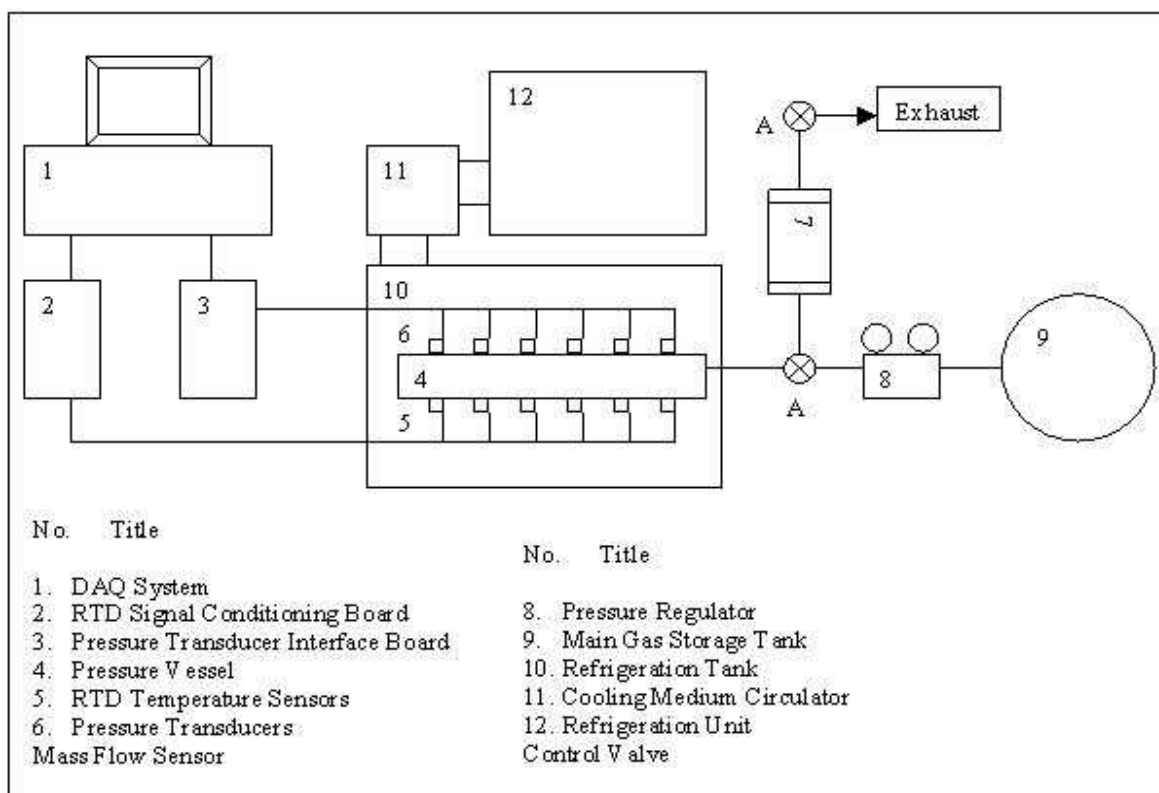 12
A
Exhaust
1
11
7
10
2
3
6
9
4
8
A
5
No. Title
1. DAQ System
2. RTD Signal Conditioning Board
3. Pressure Transducer Interface Board
4. Pressure Vessel
5. RTD Temperature Sensors
6. Pressure Transducers
Mass Flow Sensor
No. Title
8. Pressure Regulator
9. Main Gas Storage Tank
10. Refrigeration Tank
11. Cooling Medium Circulator
12. Refrigeration Unit
Control Valve